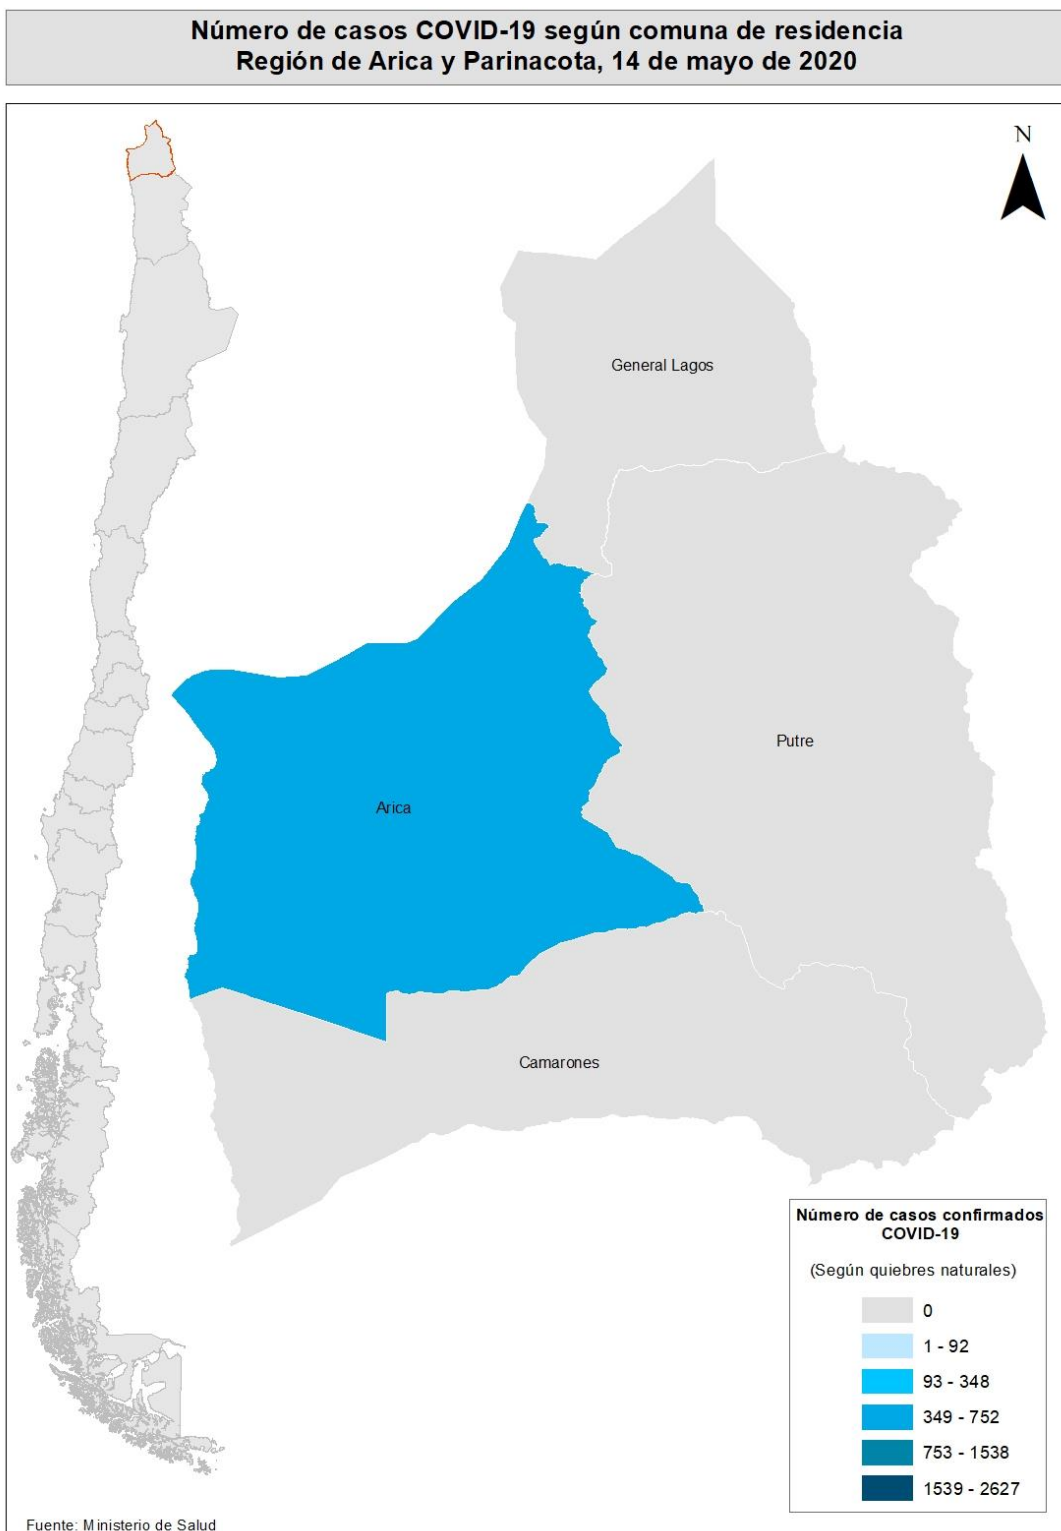 Número de casos COVID-19 según comuna de residencia
Región de Arica y Parinacota, 14 de mayo de 2020
N
General Lagos
Putre
Arica
Camarones
Número de casos confirmados
COVID-19
(Según quiebres naturales)
0
1 - 92
93 - 348
349 - 752
753 - 1538
1539 - 2627
Fuente: Ministerio de Salud